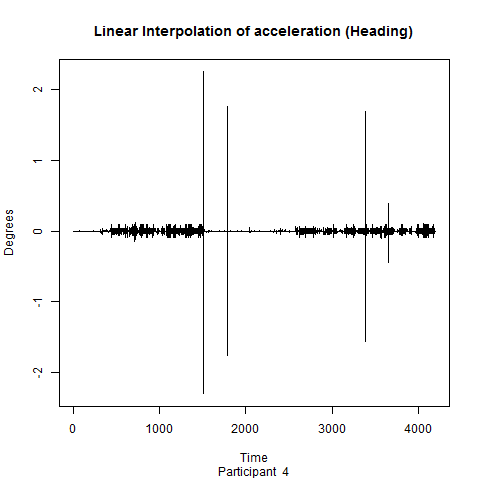 Linear Interpolation of acceleration (Heading)
Degrees
2
1
0
-1
-2
0 1000 2000 3000 4000
Time
Participant 4